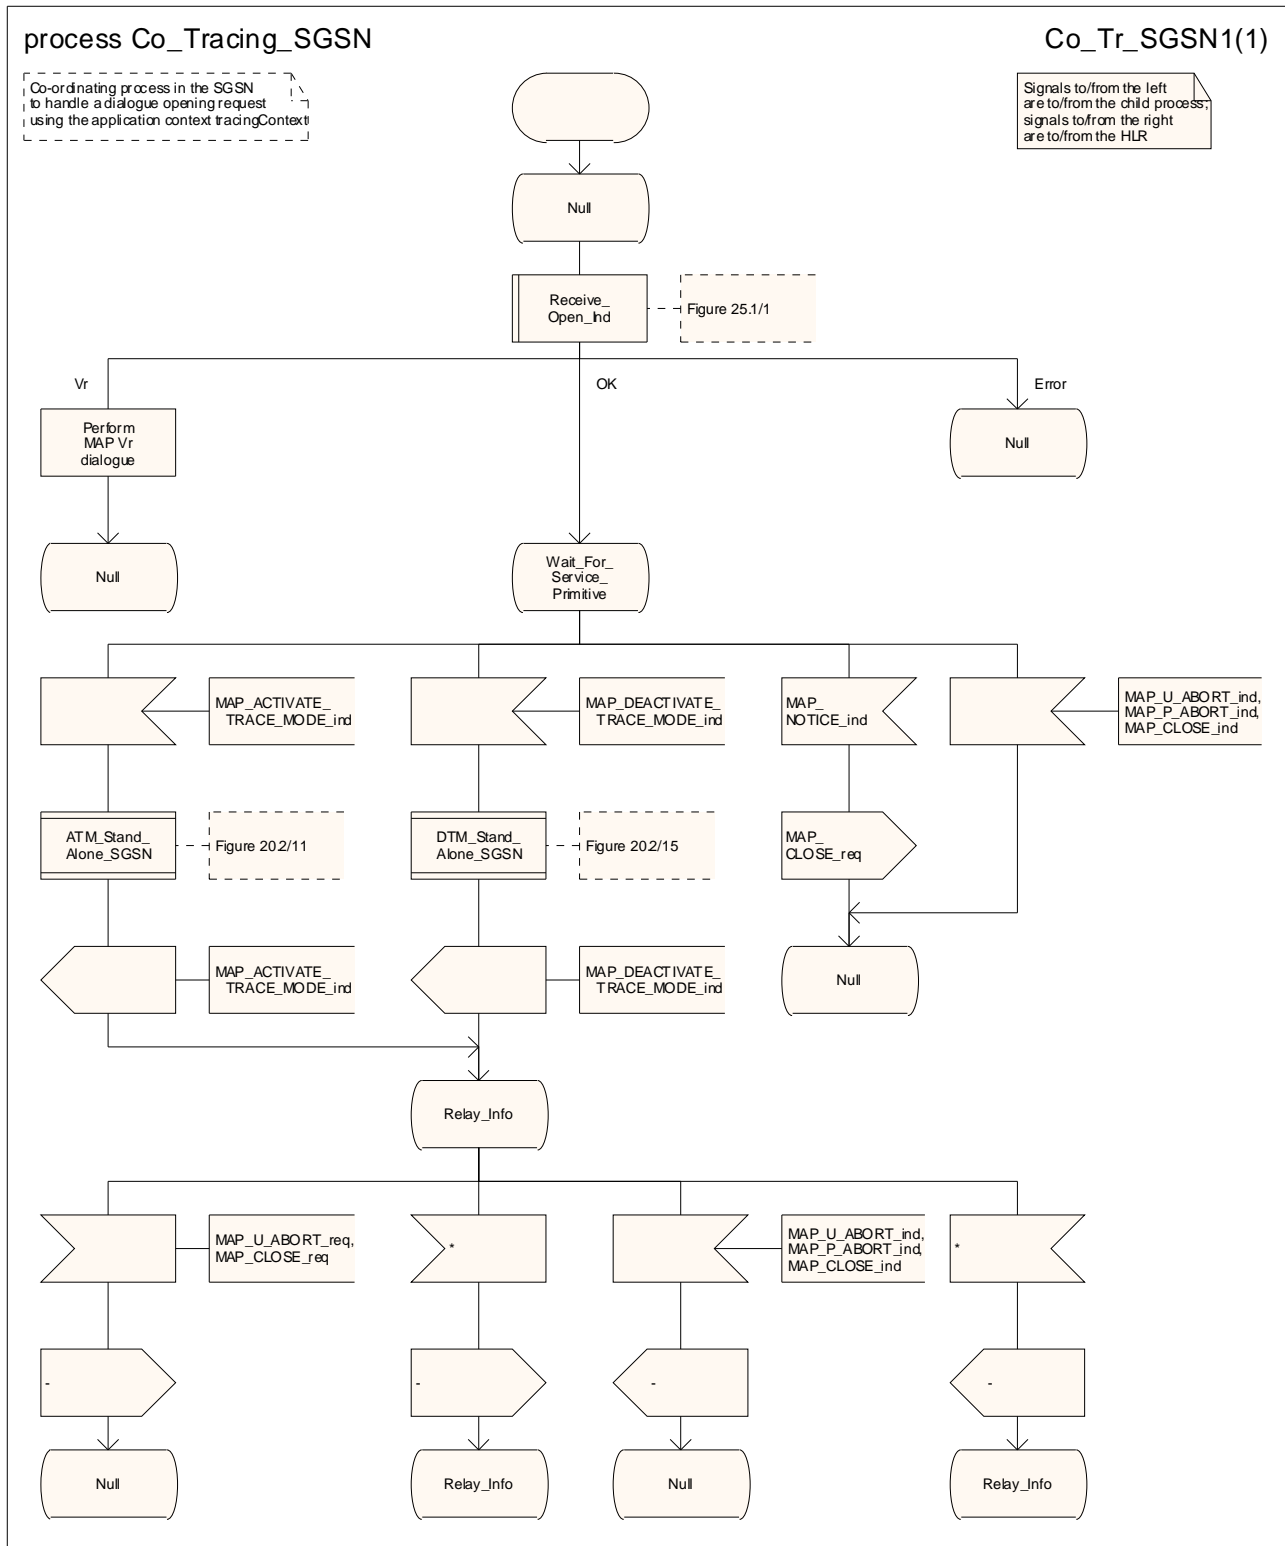 process Co_Tracing_SGSN
Co_Tr_SGSN1(1)
Co-ordinating process in the SGSN
to handle a dialogue opening request
using the application context tracingContext
Signals to/from the left
are to/from the child process;
signals to/from the right
are to/from the HLR
Null
Receive_
Open_Ind
Figure 25.1/1
Vr
OK
Error
Perform
MAP Vr
dialogue
Null
Null
Wait_For_
Service_
Primitive
MAP_ACTIVATE_
TRACE_MODE_ind
MAP_DEACTIVATE_
TRACE_MODE_ind
MAP_
NOTICE_ind
MAP_U_ABORT_ind,
MAP_P_ABORT_ind,
MAP_CLOSE_ind
ATM_Stand_
Alone_SGSN
Figure 20.2/11
DTM_Stand_
Alone_SGSN
Figure 20.2/15
MAP_
CLOSE_req
MAP_ACTIVATE_
TRACE_MODE_ind
MAP_DEACTIVATE_
TRACE_MODE_ind
Null
Relay_Info
MAP_U_ABORT_req,
MAP_CLOSE_req
*
MAP_U_ABORT_ind,
MAP_P_ABORT_ind,
MAP_CLOSE_ind
*
-
-
-
-
Null
Relay_Info
Null
Relay_Info